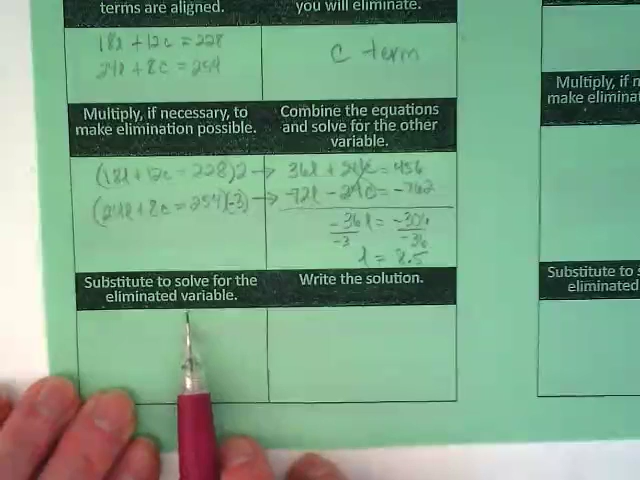 terms are aligned.
you will eliminate.
18l + 12c = 228
24l + 8c = 254
c term
Multiply, if necessary, to
make elimination possible.
Combine the equations
and solve for the other
variable.
(18l + 12c = 228)2 →
(24l + 8c = 254)(-3) →
36l + 24c = 456
-72l - 24c = -762
-36l = -306
-3
-36
l = 8.5
Substitute to solve for the
eliminated variable.
Write the solution.
Multiply, if
make elimina
Substitute to
eliminated